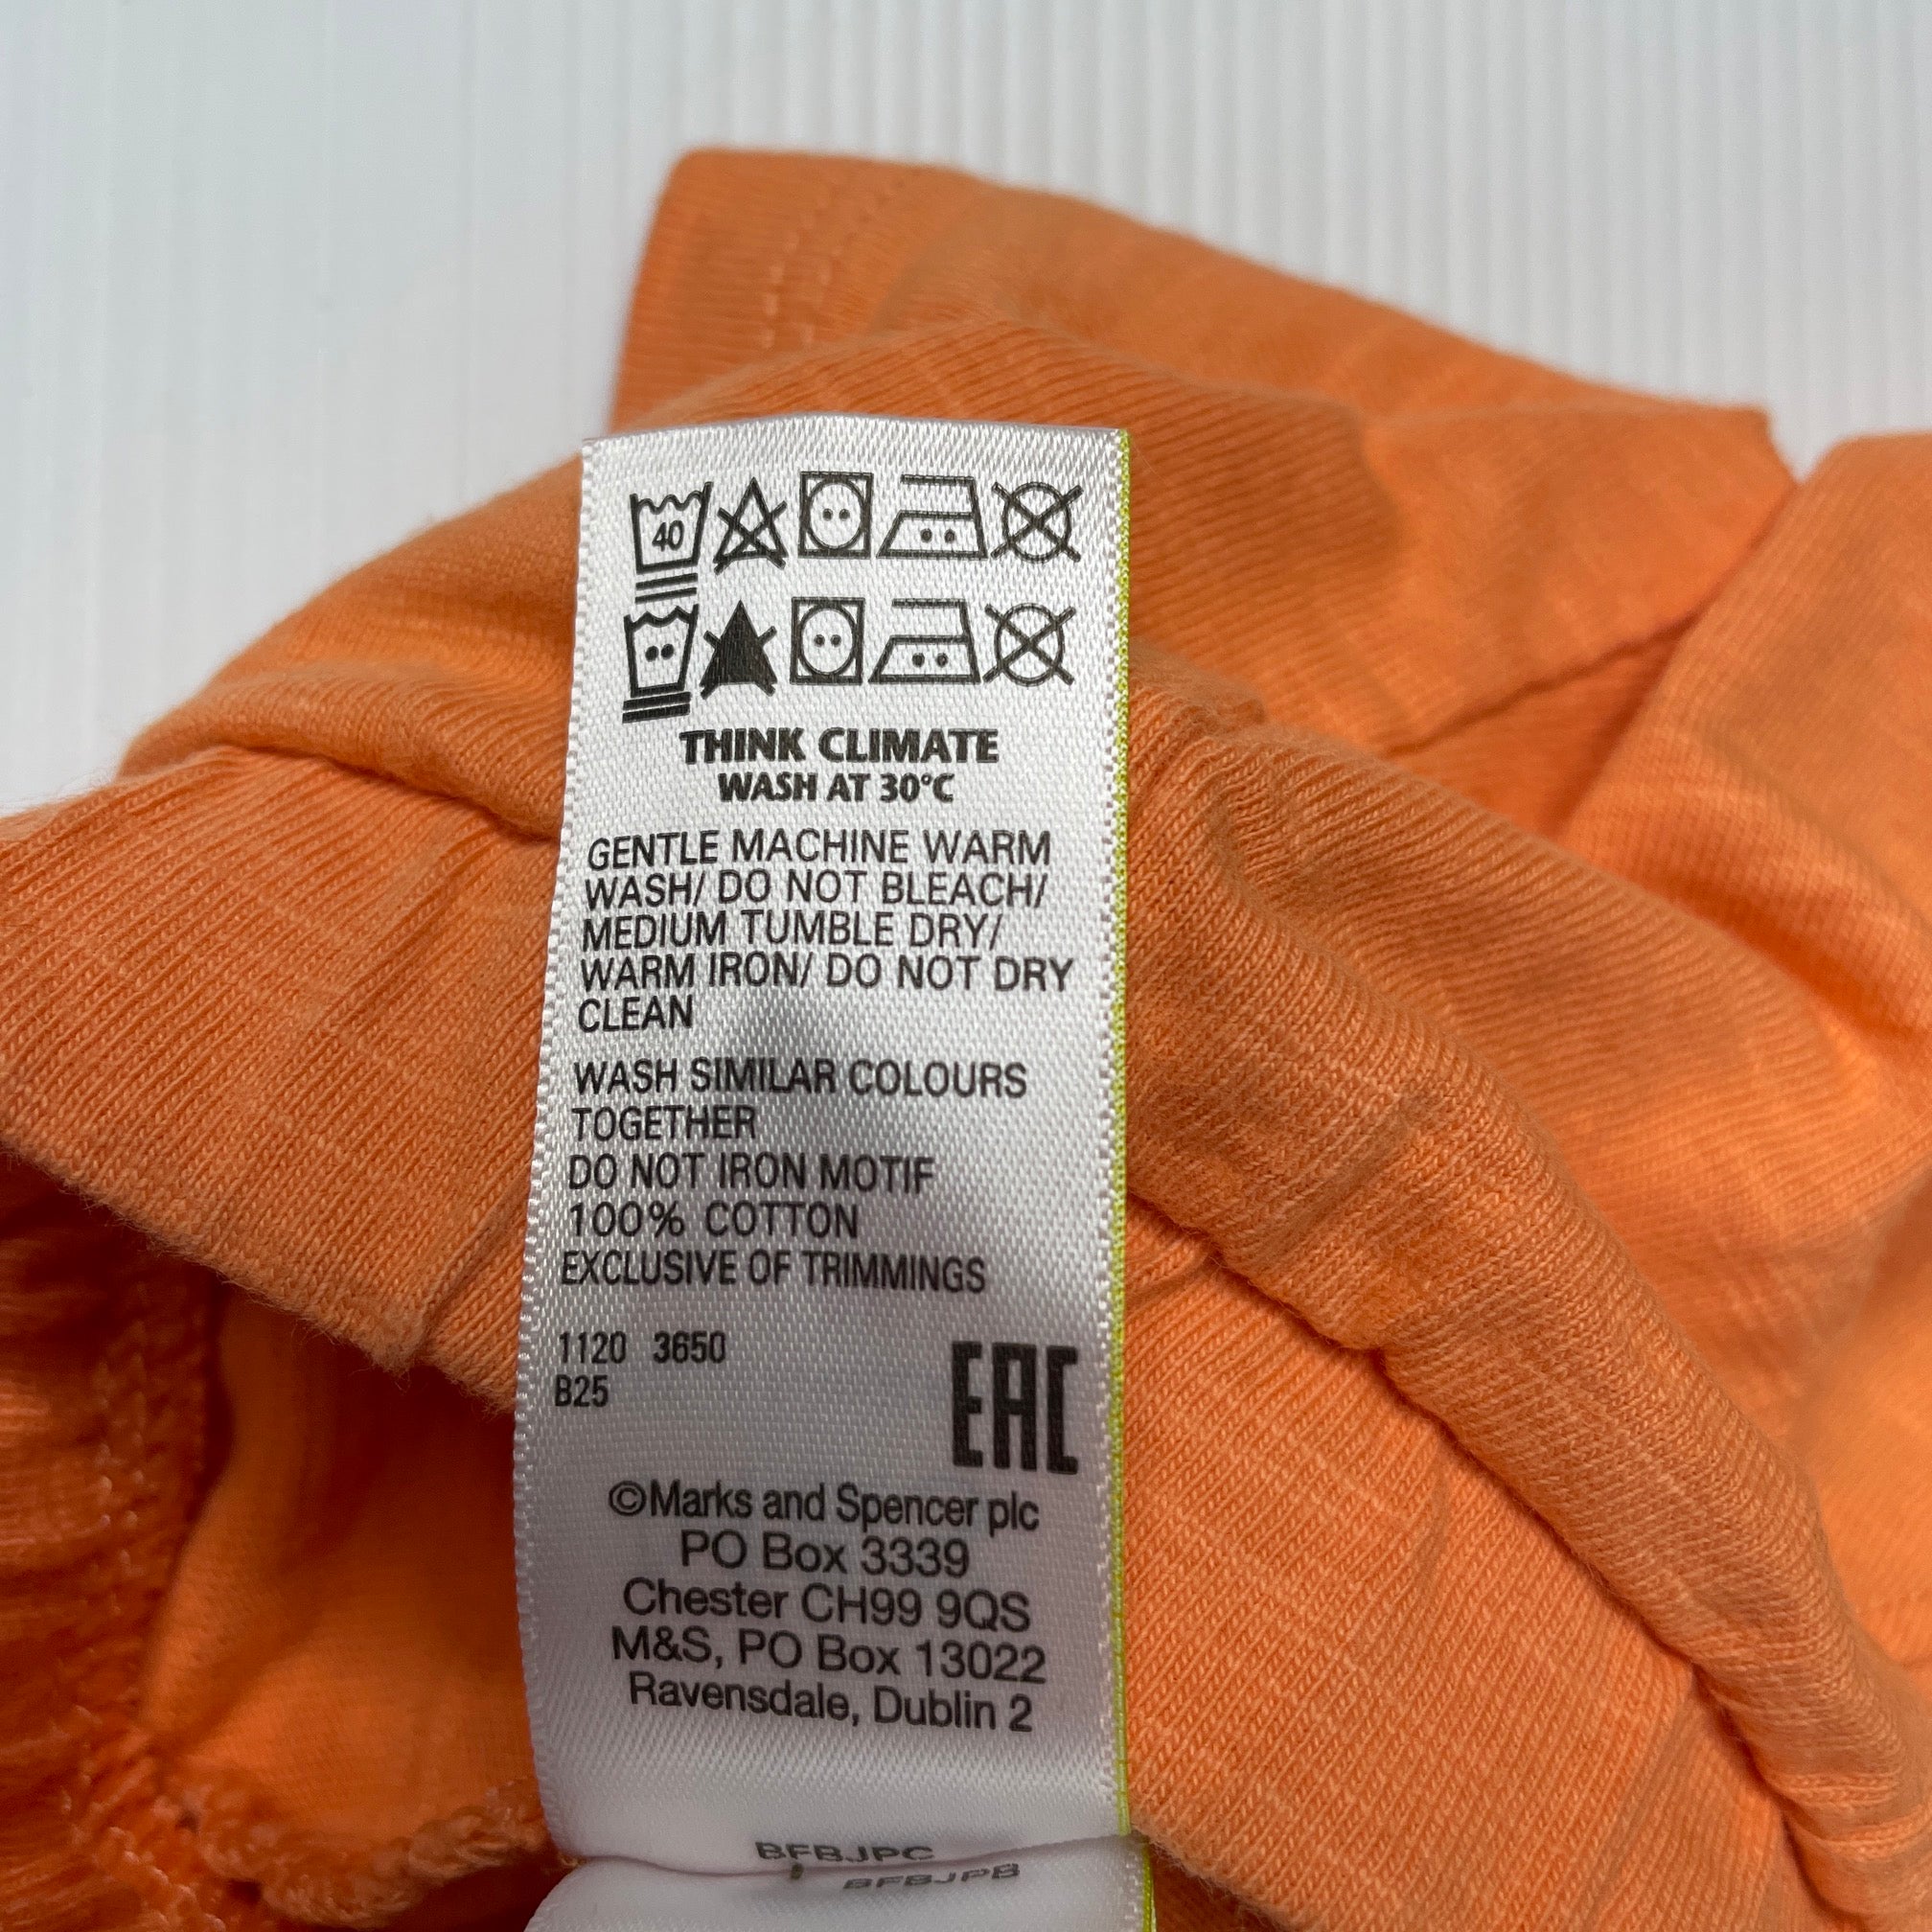 40
THINK CLIMATE
WASH AT 30°C
GENTLE MACHINE WARM
WASH/ DO NOT BLEACH/
MEDIUM TUMBLE DRY/
WARM IRON/ DO NOT DRY
CLEAN
WASH SIMILAR COLOURS
TOGETHER
DO NOT IRON MOTIF
100% COTTON
EXCLUSIVE OF TRIMMINGS
1120 3650
B25
EAC
©Marks and Spencer plc
PO Box 3339
Chester CH99 9QS
M&S, PO Box 13022
Ravensdale, Dublin 2
BFBJPC
BFBJPB